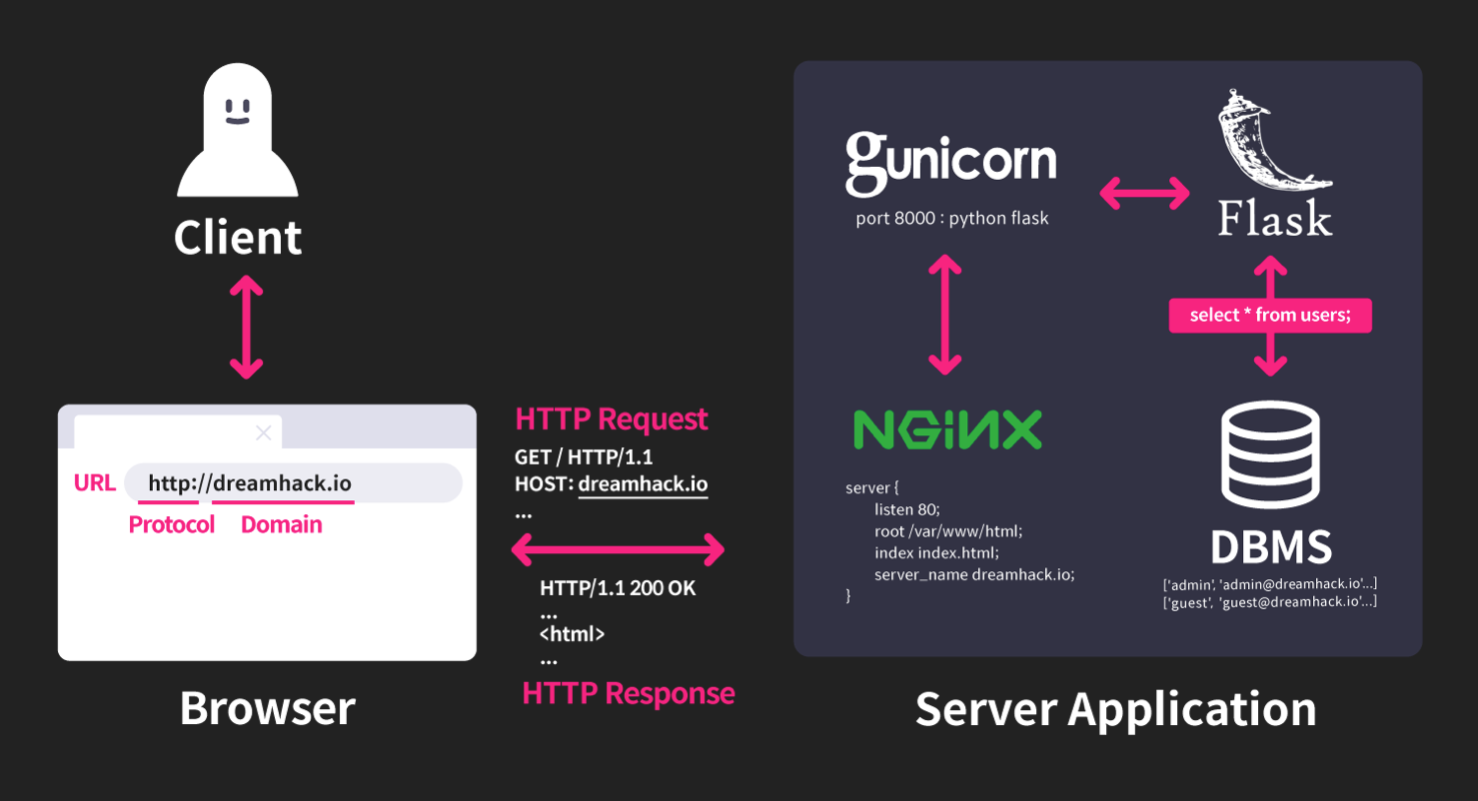 Client
URL
http://dreamhack.io
Protocol
Domain
Browser
HTTP Request
GET / HTTP/1.1
HOST: dreamhack.io
...
HTTP/1.1 200 OK
...
<html>
...
HTTP Response
gunicorn
port 8000 : python flask
Flask
select * from users;
NGINX
server {
listen 80;
root /var/www/html;
index index.html;
server_name dreamhack.io;
}
DBMS
['admin', 'admin@dreamhack.io'...]
['guest', 'guest@dreamhack.io'...]
Server Application